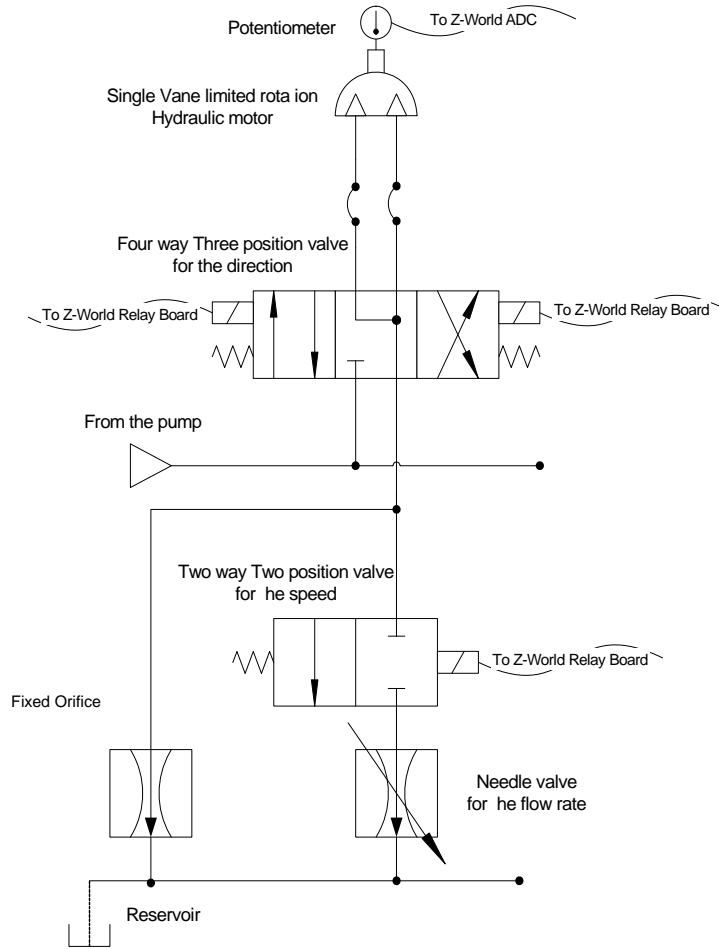 To Z-World ADC
Potentiometer
Single Vane limited rota ion
Hydraulic motor
Four way Three position valve
for the direction
To Z-World Relay Board
To Z-World Relay Board
From the pump
Two way Two position valve
for he speed
To Z-World Relay Board
Fixed Orifice
Needle valve
for he flow rate
Reservoir